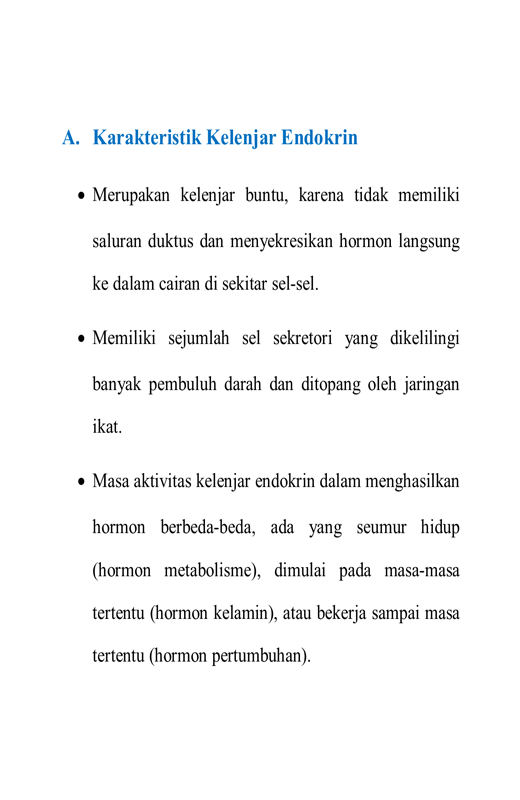 A. Karakteristik Kelenjar Endokrin
• Merupakan kelenjar buntu, karena tidak memiliki
saluran duktus dan menyekresikan hormon langsung
ke dalam cairan di sekitar sel-sel.
• Memiliki sejumlah sel sekretori yang dikelilingi
banyak pembuluh darah dan ditopang oleh jaringan
ikat.
• Masa aktivitas kelenjar endokrin dalam menghasilkan
hormon berbeda-beda, ada yang seumur hidup
(hormon metabolisme), dimulai pada masa-masa
tertentu (hormon kelamin), atau bekerja sampai masa
tertentu (hormon pertumbuhan).